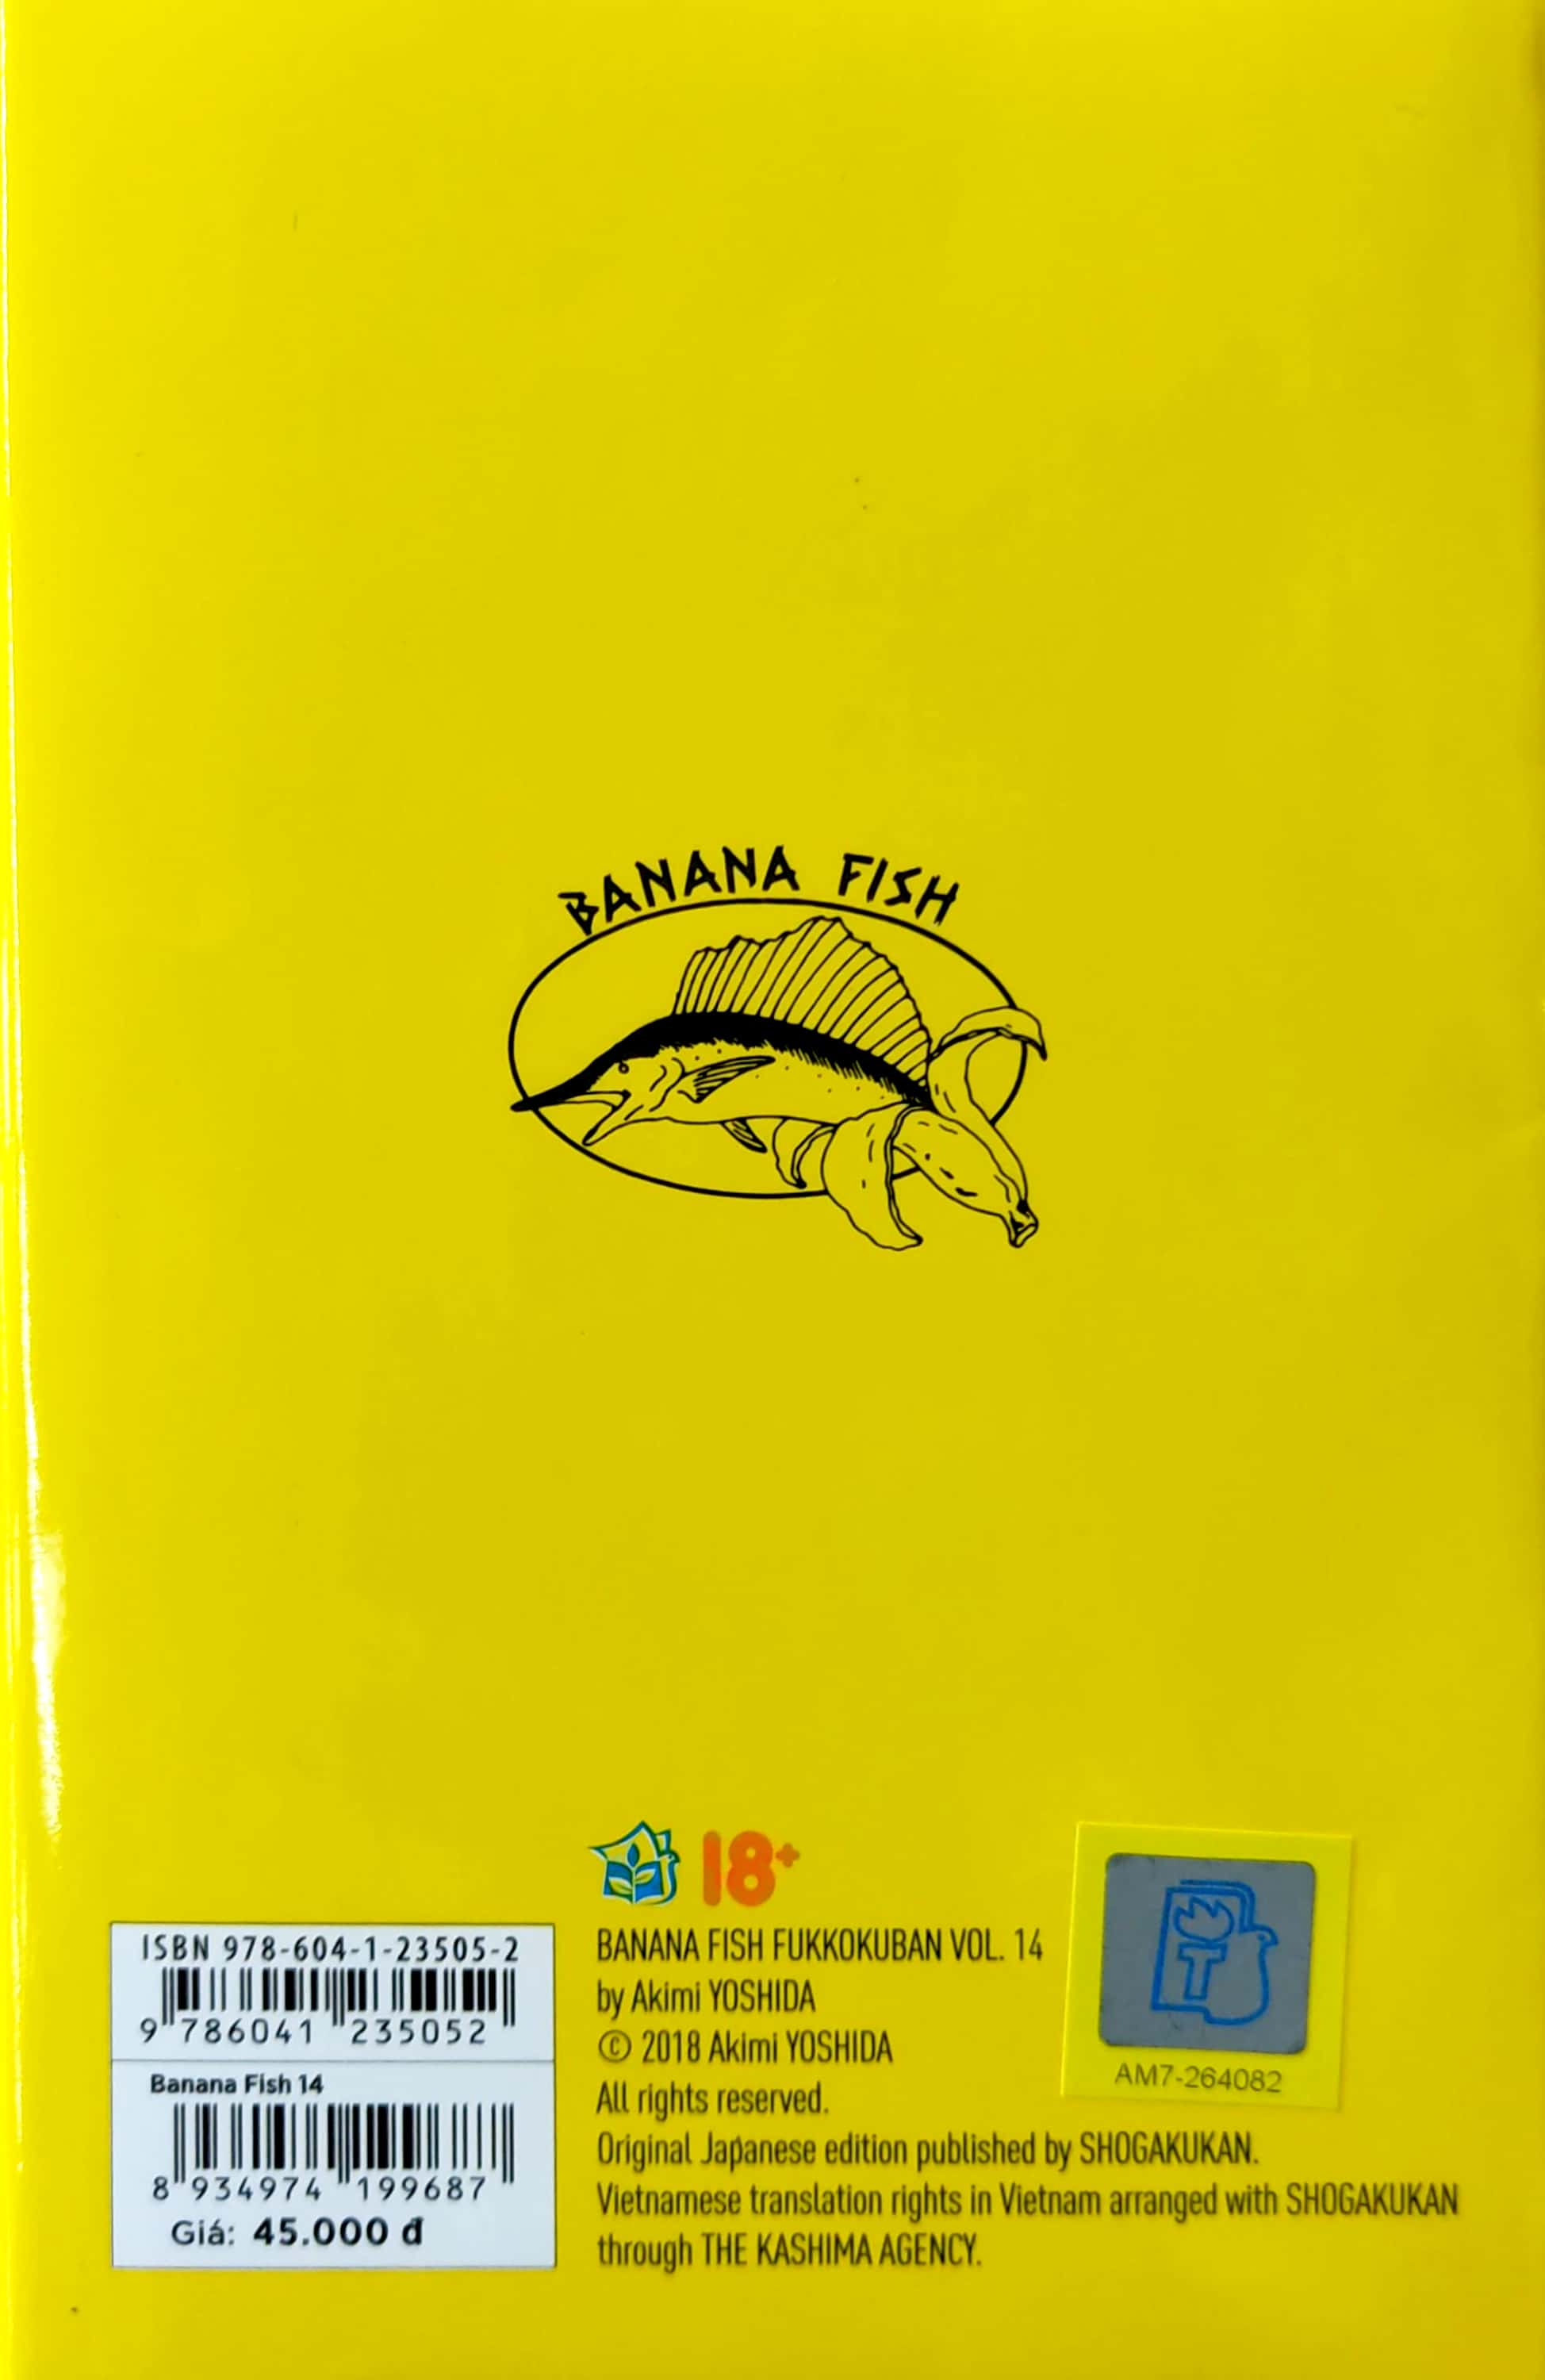 BANANA FISH
18+
ISBN 978-604-1-23505-2
9 786041 235052
Banana Fish 14
8 934974 199687
Giá: 45.000 đ
BANANA FISH FUKKOKUBAN VOL. 14
by Akimi YOSHIDA
© 2018 Akimi YOSHIDA
All rights reserved.
Original Japanese edition published by SHOGAKUKAN.
Vietnamese translation rights in Vietnam arranged with SHOGAKUKAN
through THE KASHIMA AGENCY.
T
AM7-264082